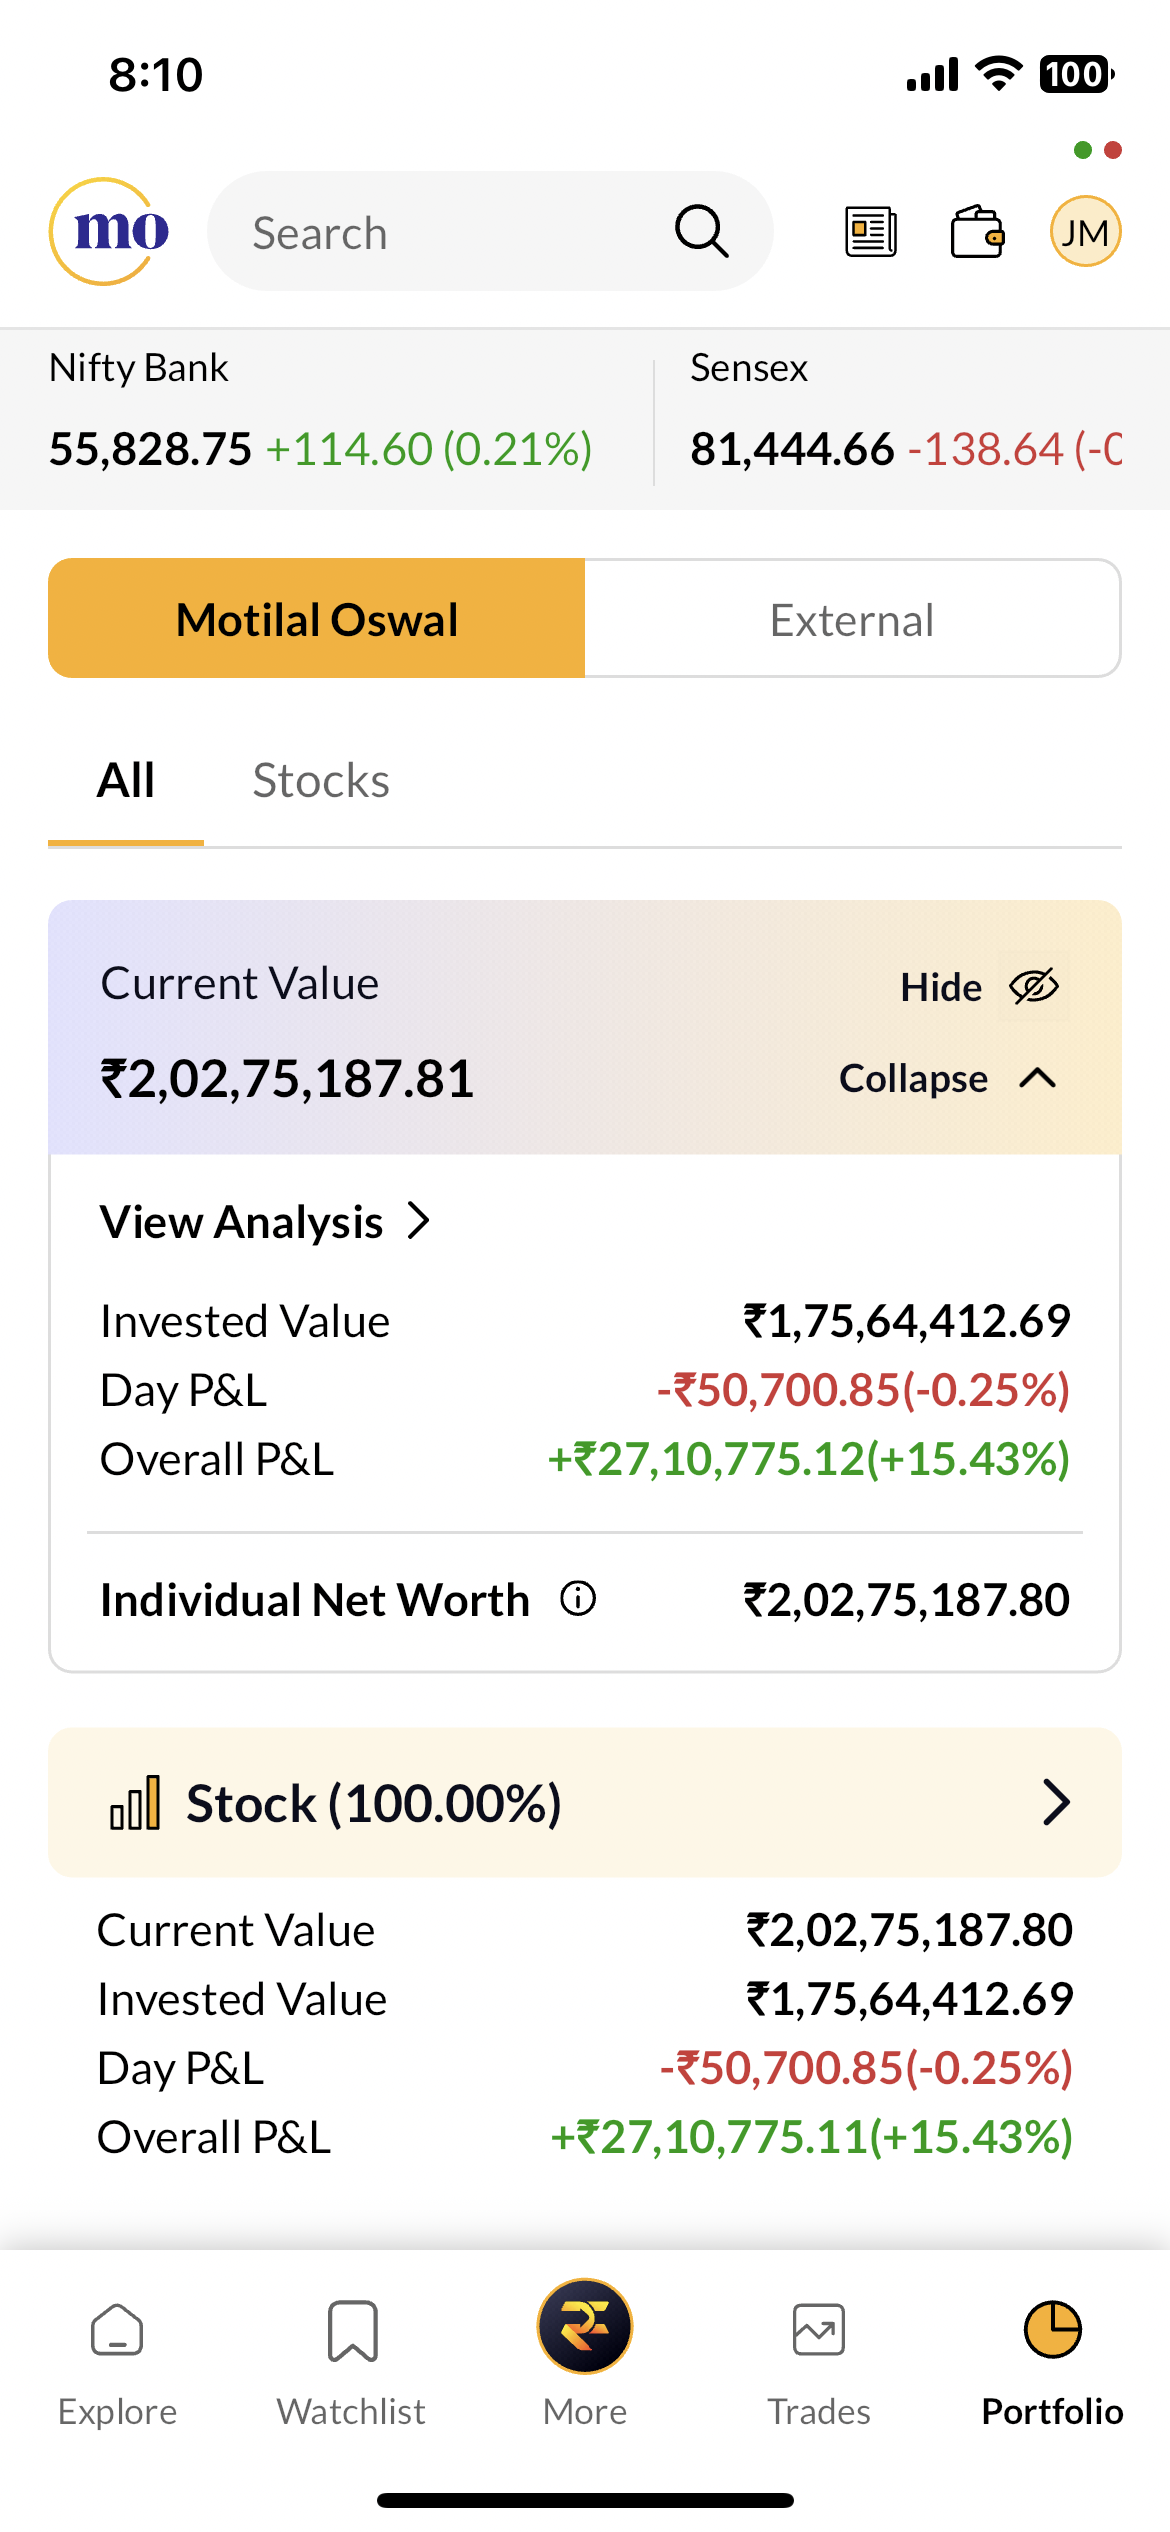 8:10
100
mo
Search
JM
Nifty Bank
55,828.75 +114.60 (0.21%)
Sensex
81,444.66 -138.64 (-0
Motilal Oswal
External
All
Stocks
Current Value
Hide
₹2,02,75,187.81
Collapse
View Analysis
Invested Value ₹1,75,64,412.69
Day P&L -₹50,700.85(-0.25%)
Overall P&L +₹27,10,775.12(+15.43%)
Individual Net Worth ₹2,02,75,187.80
Stock (100.00%)
Current Value ₹2,02,75,187.80
Invested Value ₹1,75,64,412.69
Day P&L -₹50,700.85(-0.25%)
Overall P&L +₹27,10,775.11(+15.43%)
Explore
Watchlist
More
Trades
Portfolio